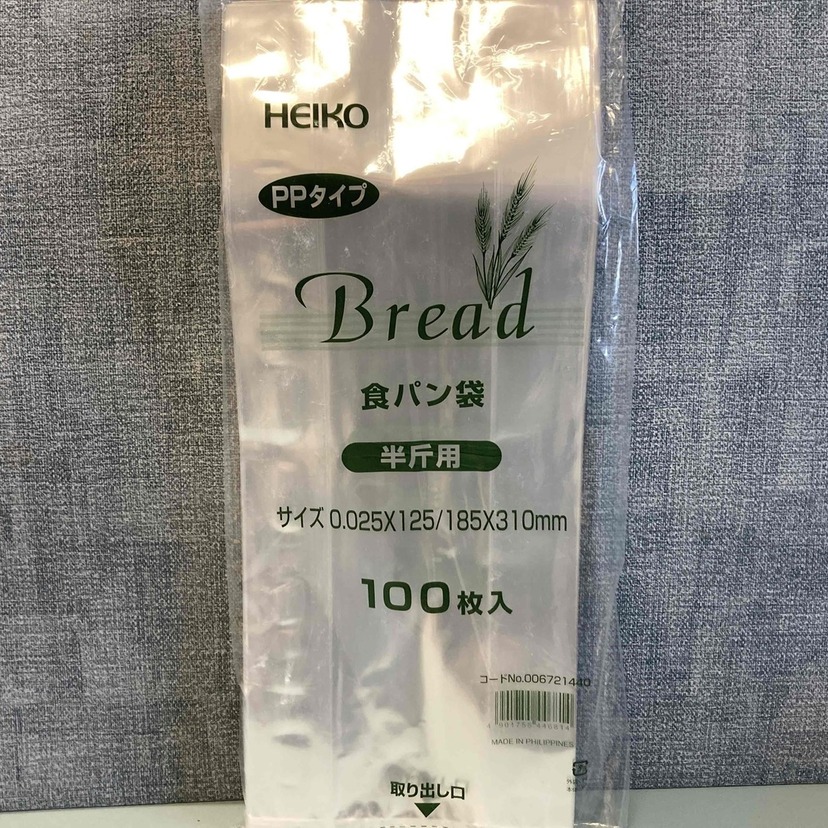 HEIKO
PPタイプ
Bread
食パン袋
半斤用
サイズ 0.025X125/185X310mm
100枚入
コードNo.006721440
MADE IN PHILIPPINES
取り出し口